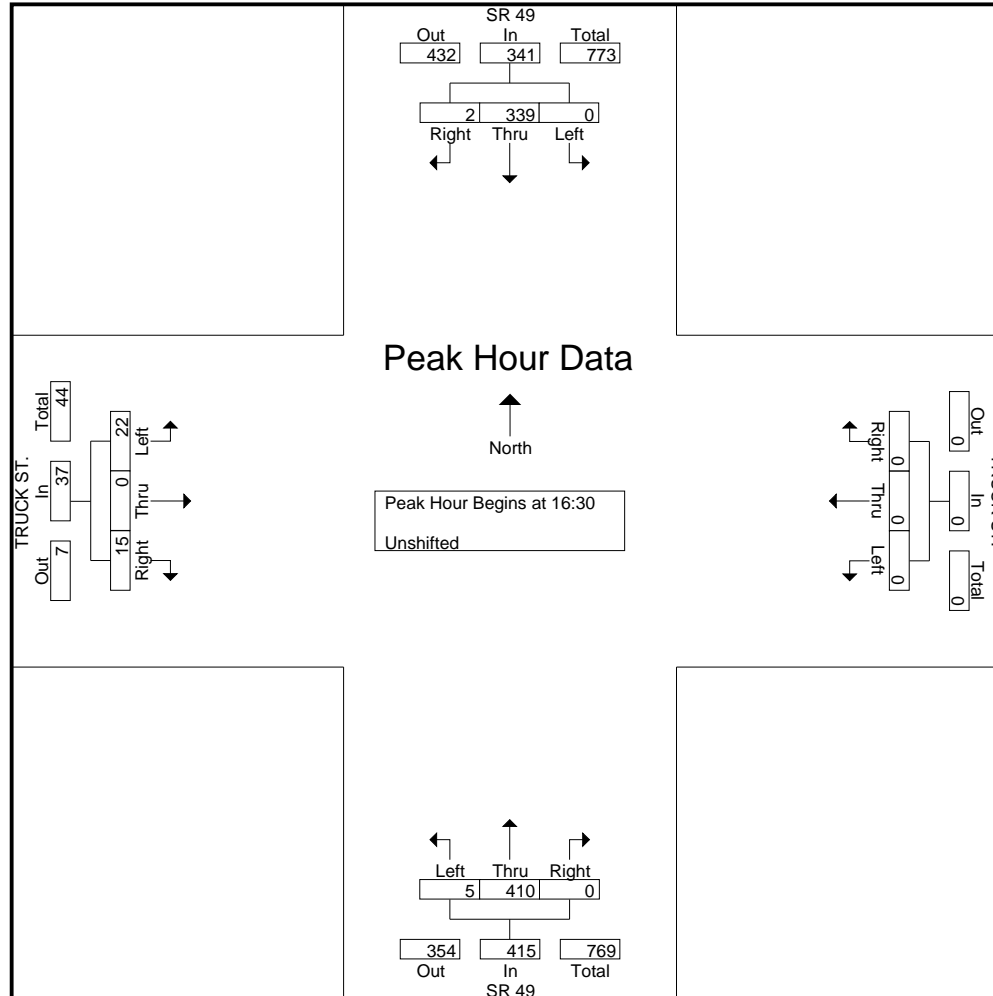 SR 49
Out In Total
432 341 773
2 339 0
Right Thru Left
Peak Hour Data
North
Peak Hour Begins at 16:30
Unshifted
TRUCK ST.
Total In Out
44 37 7
22 0 15
Left Thru Right
Right Thru Left
0 0 0
Out In Total
0 0 0
Left Thru Right
5 410 0
354 415 769
Out In Total
SR 49